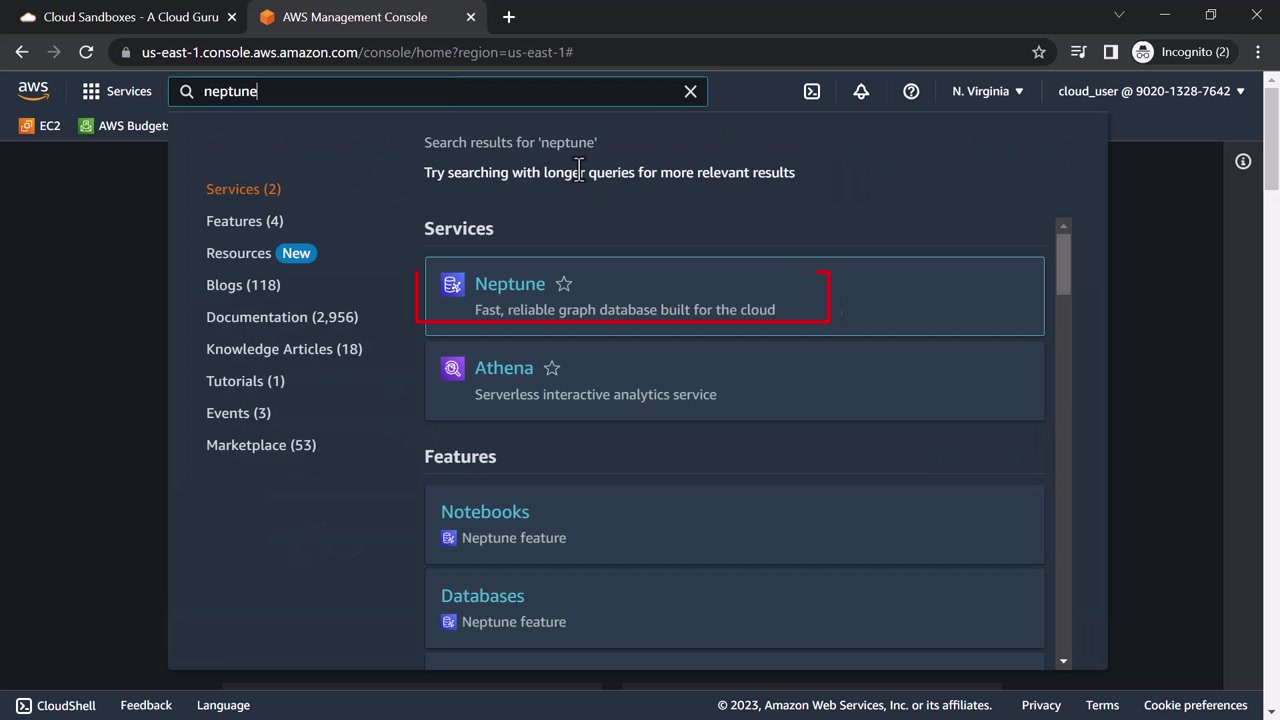 Cloud Sandboxes - A Cloud Guru
AWS Management Console
us-east-1.console.aws.amazon.com/console/home?region=us-east-1#
Incognito (2)
aws
Services
neptune
N. Virginia
cloud_user @ 9020-1328-7642
EC2
AWS Budget
Search results for 'neptune'
Try searching with longer queries for more relevant results
Services (2)
Features (4)
Resources New
Blogs (118)
Documentation (2,956)
Knowledge Articles (18)
Tutorials (1)
Events (3)
Marketplace (53)
Services
Neptune
Fast, reliable graph database built for the cloud
Athena
Serverless interactive analytics service
Features
Notebooks
Neptune feature
Databases
Neptune feature
CloudShell
Feedback
Language
© 2023, Amazon Web Services, Inc. or its affiliates.
Privacy
Terms
Cookie preferences